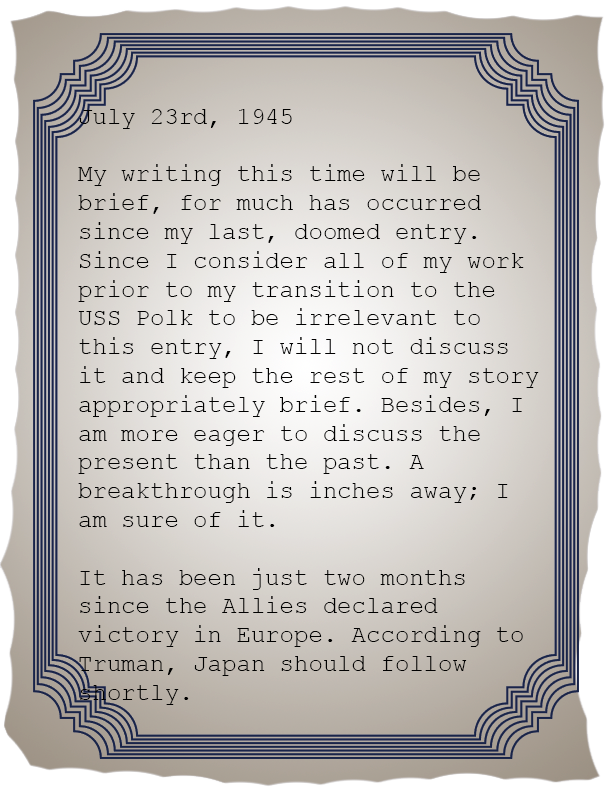 July 23rd, 1945
My writing this time will be
brief, for much has occurred
since my last, doomed entry.
Since I consider all of my work
prior to my transition to the
USS Polk to be irrelevant to
this entry, I will not discuss
it and keep the rest of my story
appropriately brief. Besides, I
am more eager to discuss the
present than the past. A
breakthrough is inches away; I
am sure of it.
It has been just two months
since the Allies declared
victory in Europe. According to
Truman, Japan should follow
shortly.